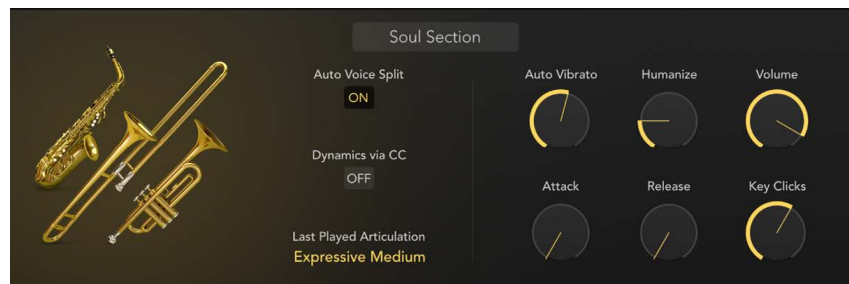 Soul Section
Auto Voice Split
ON
Dynamics via CC
OFF
Last Played Articulation
Expressive Medium
Auto Vibrato
Humanize
Volume
Attack
Release
Key Clicks